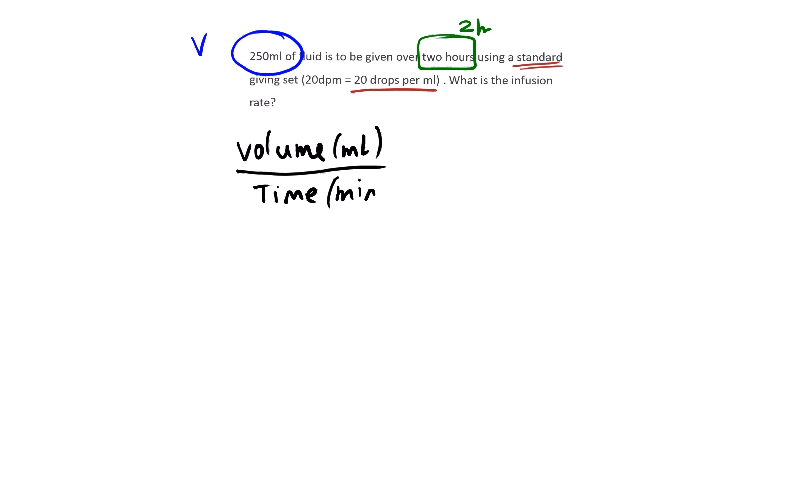 2h
V
250ml of fluid is to be given over two hours using a standard
giving set (20dpm = 20 drops per ml) . What is the infusion
rate?
Volume (ml)
Time (min